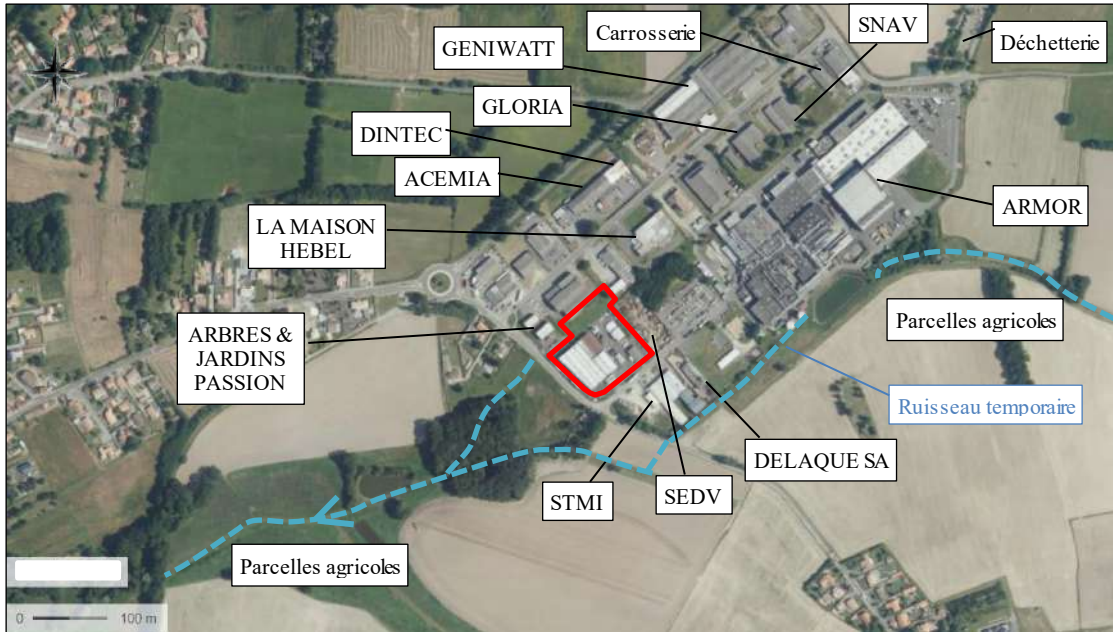 SNAV
Carrosserie
GENIWATT
Déchetterie
GLORIA
DINTEC
ACEMIA
ARMOR
LA MAISON
HEBEL
Parcelles agricoles
ARBRES &
JARDINS
PASSION
Ruisseau temporaire
DELAQUE SA
STMI
SEDV
Parcelles agricoles
0 100 m